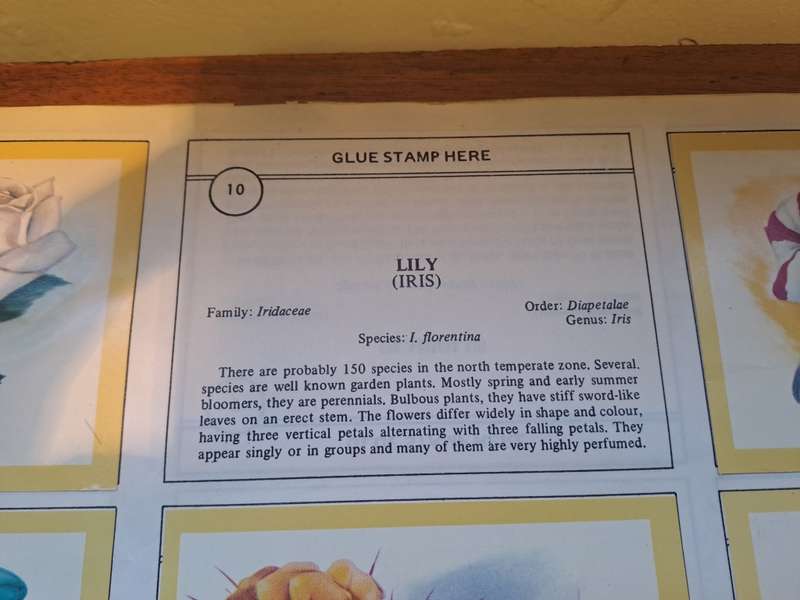 GLUE STAMP HERE
10
LILY
(IRIS)
Family: Iridaceae
Order: Diapetalae
Genus: Iris
Species: I. florentina
There are probably 150 species in the north temperate zone. Several.
species are well known garden plants. Mostly spring and early summer
bloomers, they are perennials. Bulbous plants, they have stiff sword-like
leaves on an erect stem. The flowers differ widely in shape and colour,
having three vertical petals alternating with three falling petals. They
appear singly or in groups and many of them are very highly perfumed.